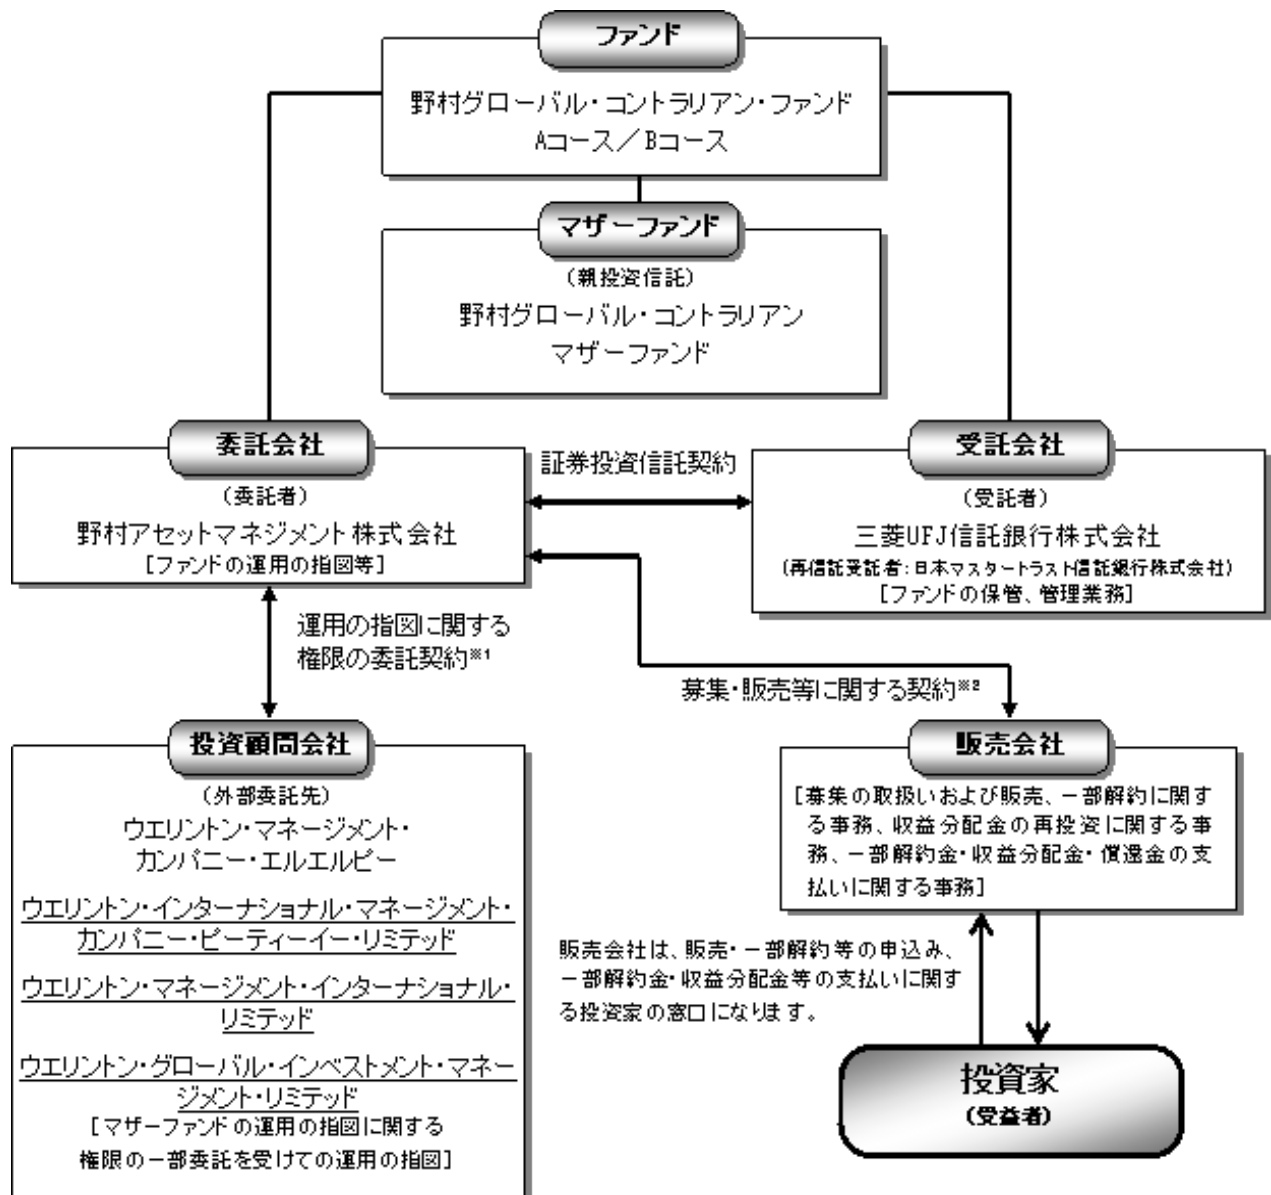 ファンド
野村グローバル・コントラリアン・ファンド
Aコース／Bコース
マザーファンド
（親投資信託）
野村グローバル・コントラリアン
マザーファンド
委託会社
（委託者）
野村アセットマネジメント株式会社
［ファンドの運用の指図等］
証券投資信託契約
受託会社
（受託者）
三菱UFJ信託銀行株式会社
（再信託受託者：日本マスタートラスト信託銀行株式会社）
［ファンドの保管、管理業務］
運用の指図に関する
権限の委託契約※1
募集・販売等に関する契約※2
投資顧問会社
（外部委託先）
ウエリントン・マネージメント・
カンパニー・エルエルピー
ウエリントン・インターナショナル・マネージメント・
カンパニー・ピーティーイー・リミテッド
ウエリントン・マネージメント・インターナショナル・
リミテッド
ウエリントン・グローバル・インベストメント・マネー
ジメント・リミテッド
［マザーファンドの運用の指図に関する
権限の一部委託を受けての運用の指図］
販売会社
［募集の取扱いおよび販売、一部解約に関す
る事務、収益分配金の再投資に関する事
務、一部解約金・収益分配金・償還金の支
払いに関する事務］
販売会社は、販売・一部解約等の申込み、
一部解約金・収益分配金等の支払いに関す
る投資家の窓口になります。
投資家
（受益者）